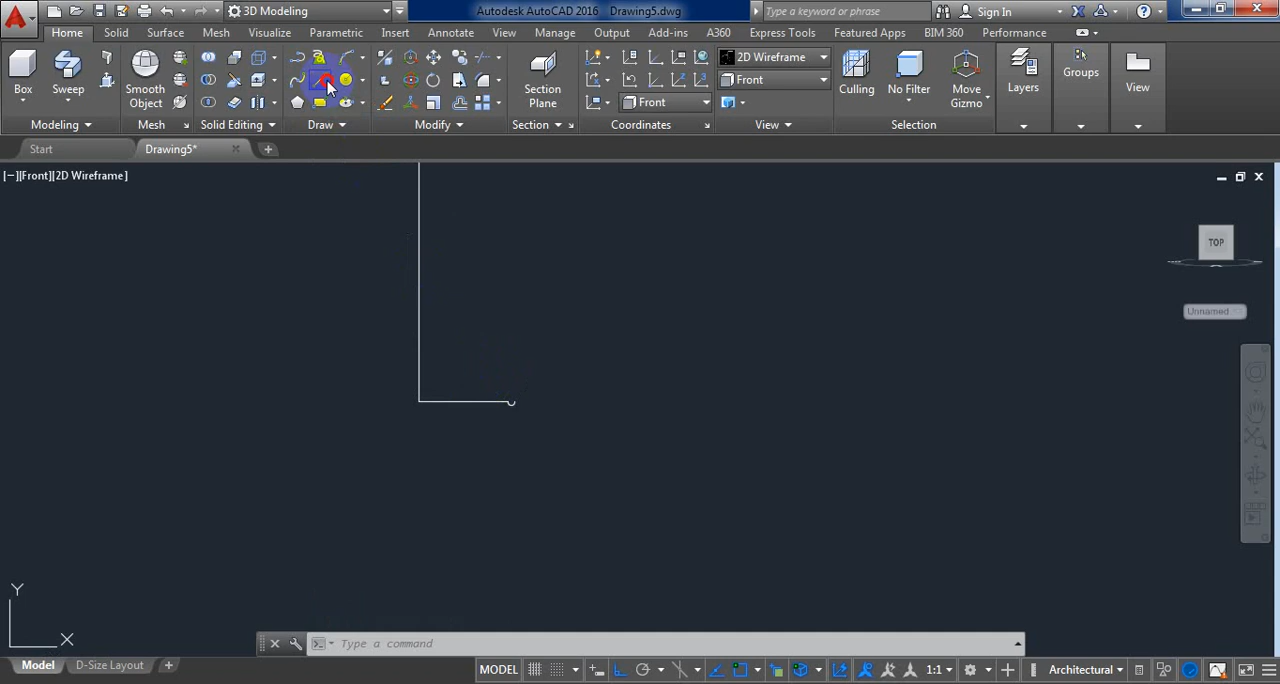 3D Modeling
Autodesk AutoCAD 2016 Drawing5.dwg
Type a keyword or phrase
Sign In
Home Solid Surface Mesh Visualize Parametric Insert Annotate View Manage Output Add-ins A360 Express Tools Featured Apps BIM 360 Performance
Box
Sweep
Smooth
Object
Section
Plane
2D Wireframe
Front
Front
Culling
No Filter
Move
Gizmo
Layers
Groups
View
Modeling
Mesh
Solid Editing
Draw
Modify
Section
Coordinates
View
Selection
Start
Drawing5*
[−][Front][2D Wireframe]
TOP
Unnamed
Y
X
Type a command
Model
D-Size Layout
MODEL
1:1
Architectural